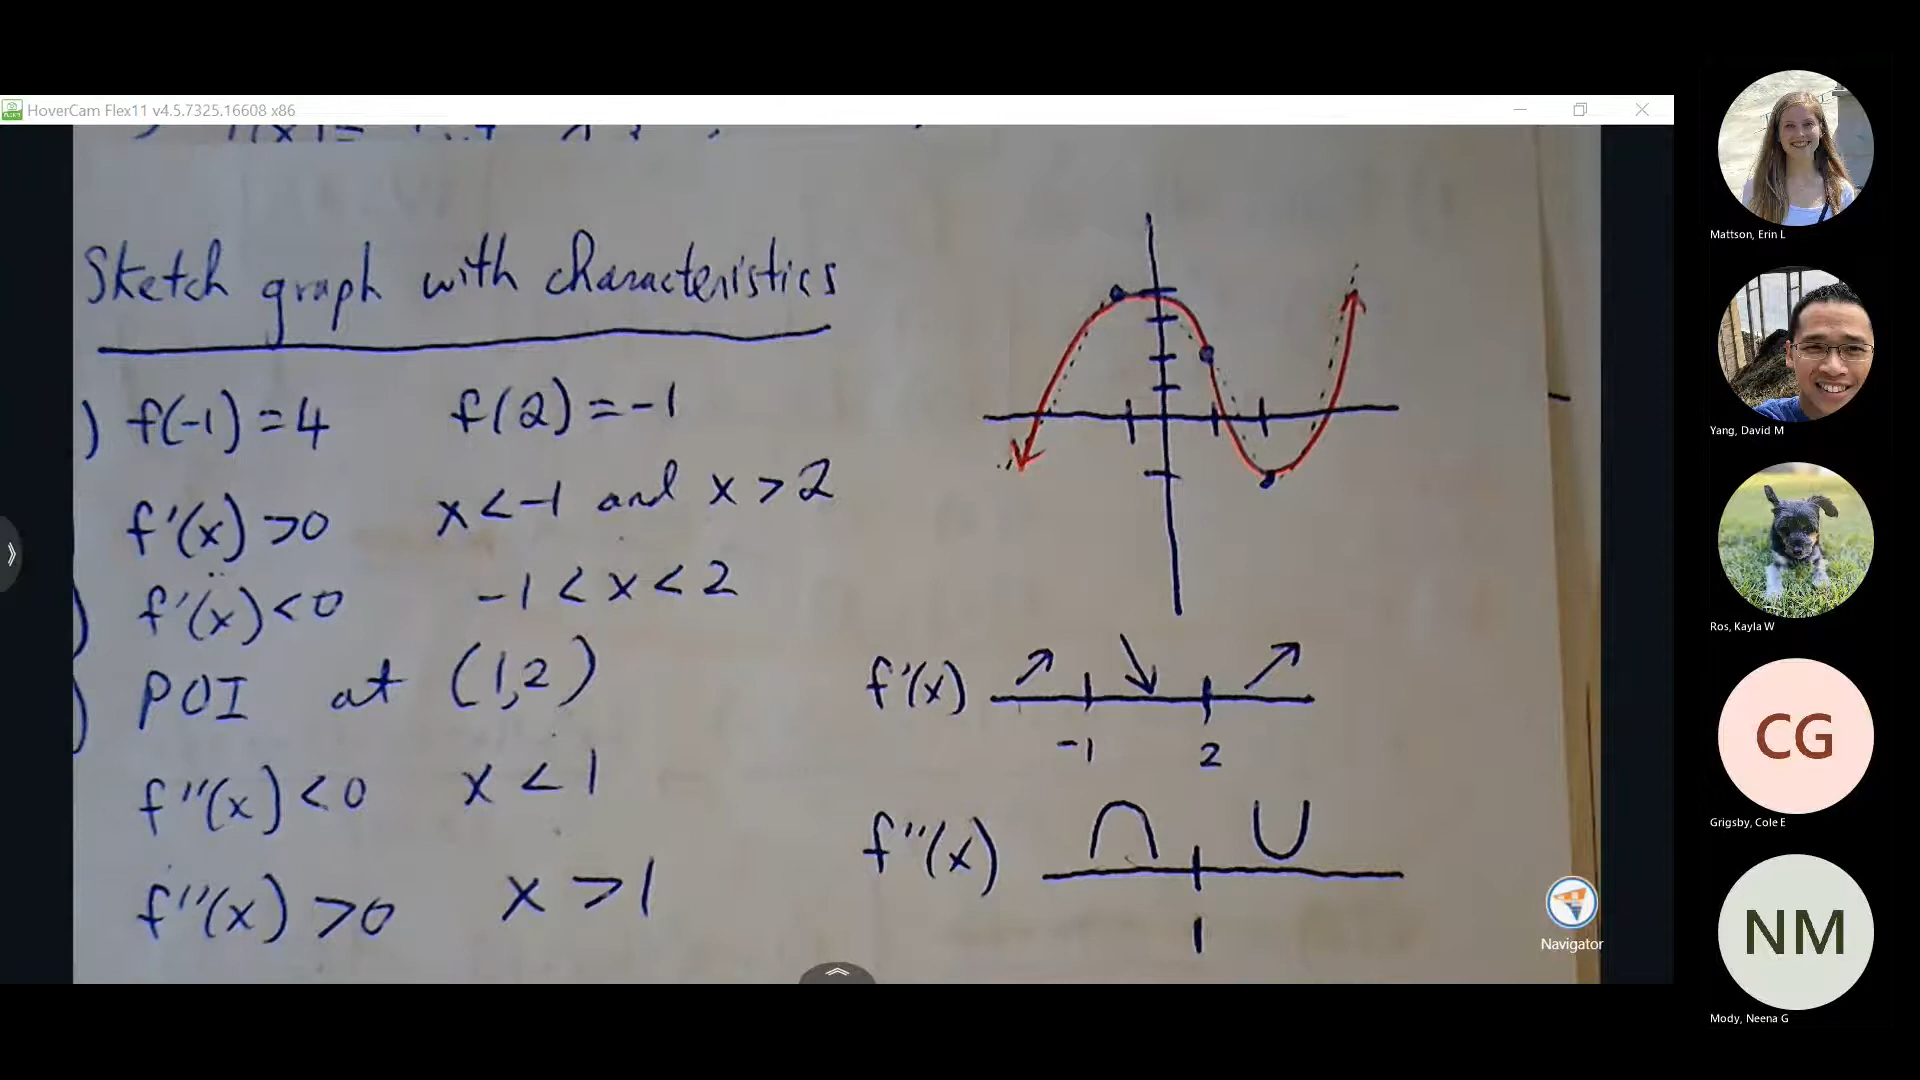 HoverCam Flex11 v4.5.7325.16608 x86
Sketch graph with characteristics
) f(-1) = 4 f(2) = -1
f'(x) >0 x < -1 and x > 2
) f'(x) <0 -1 < x < 2
) POI at (1,2)
f"(x) <0 x < 1
f"(x) >0 x >1
f'(x)
-1 2
f"(x)
1
Navigator
Mattson, Erin L
Yang, David M
Ros, Kayla W
CG
Grigsby, Cole E
NM
Mody, Neena G